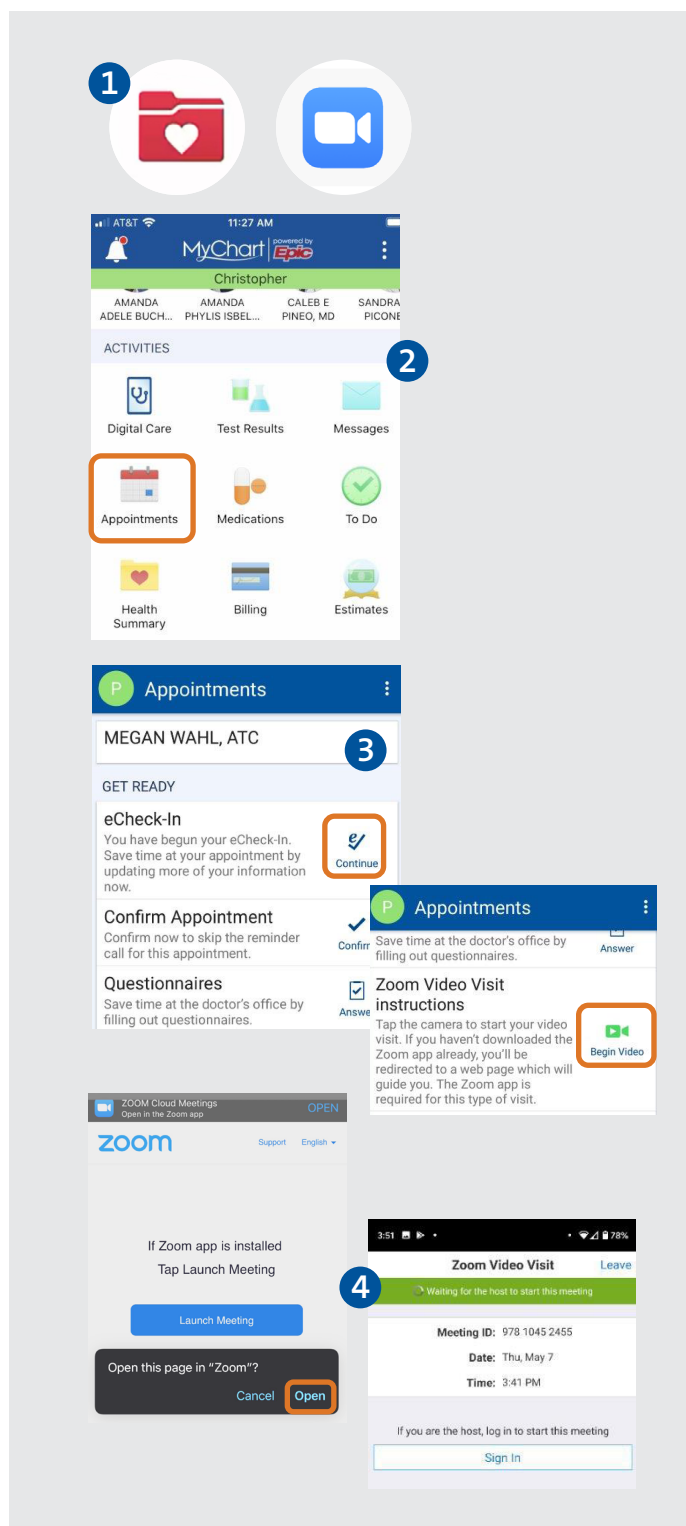 1
AT&T 11:27 AM
MyChart powered by Epic
Christopher
AMANDA ADELE BUCH...
AMANDA PHYLIS ISBEL...
CALEB E PINEO, MD
SANDRA PICONE
ACTIVITIES
2
Digital Care
Test Results
Messages
Appointments
Medications
To Do
Health Summary
Billing
Estimates
P Appointments
MEGAN WAHL, ATC
3
GET READY
eCheck-In
You have begun your eCheck-In.
Save time at your appointment by
updating more of your information
now.
Continue
Confirm Appointment
Confirm now to skip the reminder
call for this appointment.
Confirm
Questionnaires
Save time at the doctor's office by
filling out questionnaires.
Answe
P Appointments
Save time at the doctor's office by
filling out questionnaires.
Answer
Zoom Video Visit
instructions
Tap the camera to start your video
visit. If you haven't downloaded the
Zoom app already, you'll be
redirected to a web page which will
guide you. The Zoom app is
required for this type of visit.
Begin Video
ZOOM Cloud Meetings
Open in the Zoom app
OPEN
zoom Support English
If Zoom app is installed
Tap Launch Meeting
Launch Meeting
Open this page in "Zoom"?
Cancel Open
4
3:51 78%
Zoom Video Visit Leave
Waiting for the host to start this meeting
Meeting ID: 978 1045 2455
Date: Thu, May 7
Time: 3:41 PM
If you are the host, log in to start this meeting
Sign In